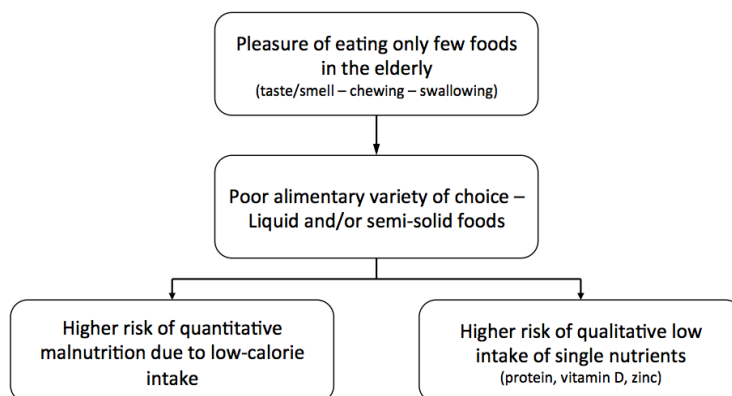 Pleasure of eating only few foods
in the elderly
(taste/smell – chewing – swallowing)
Poor alimentary variety of choice –
Liquid and/or semi-solid foods
Higher risk of quantitative
malnutrition due to low-calorie
intake
Higher risk of qualitative low
intake of single nutrients
(protein, vitamin D, zinc)